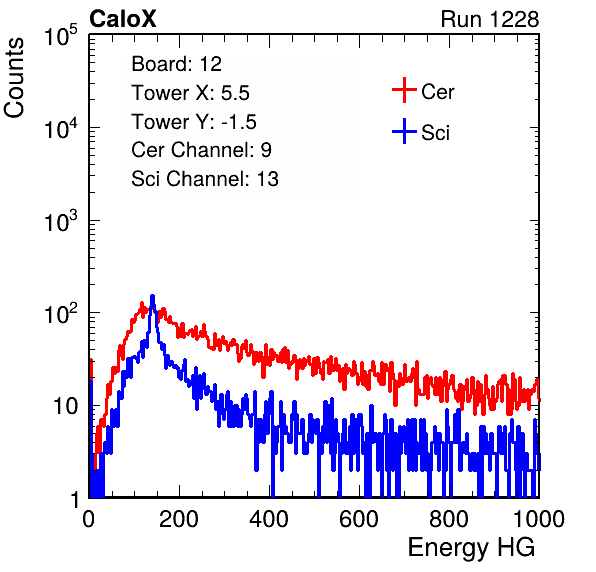 CaloX Run 1228
Counts
10^5
10^4
10^3
10^2
10
1
Board: 12
Tower X: 5.5
Tower Y: -1.5
Cer Channel: 9
Sci Channel: 13
Cer
Sci
0 200 400 600 800 1000
Energy HG